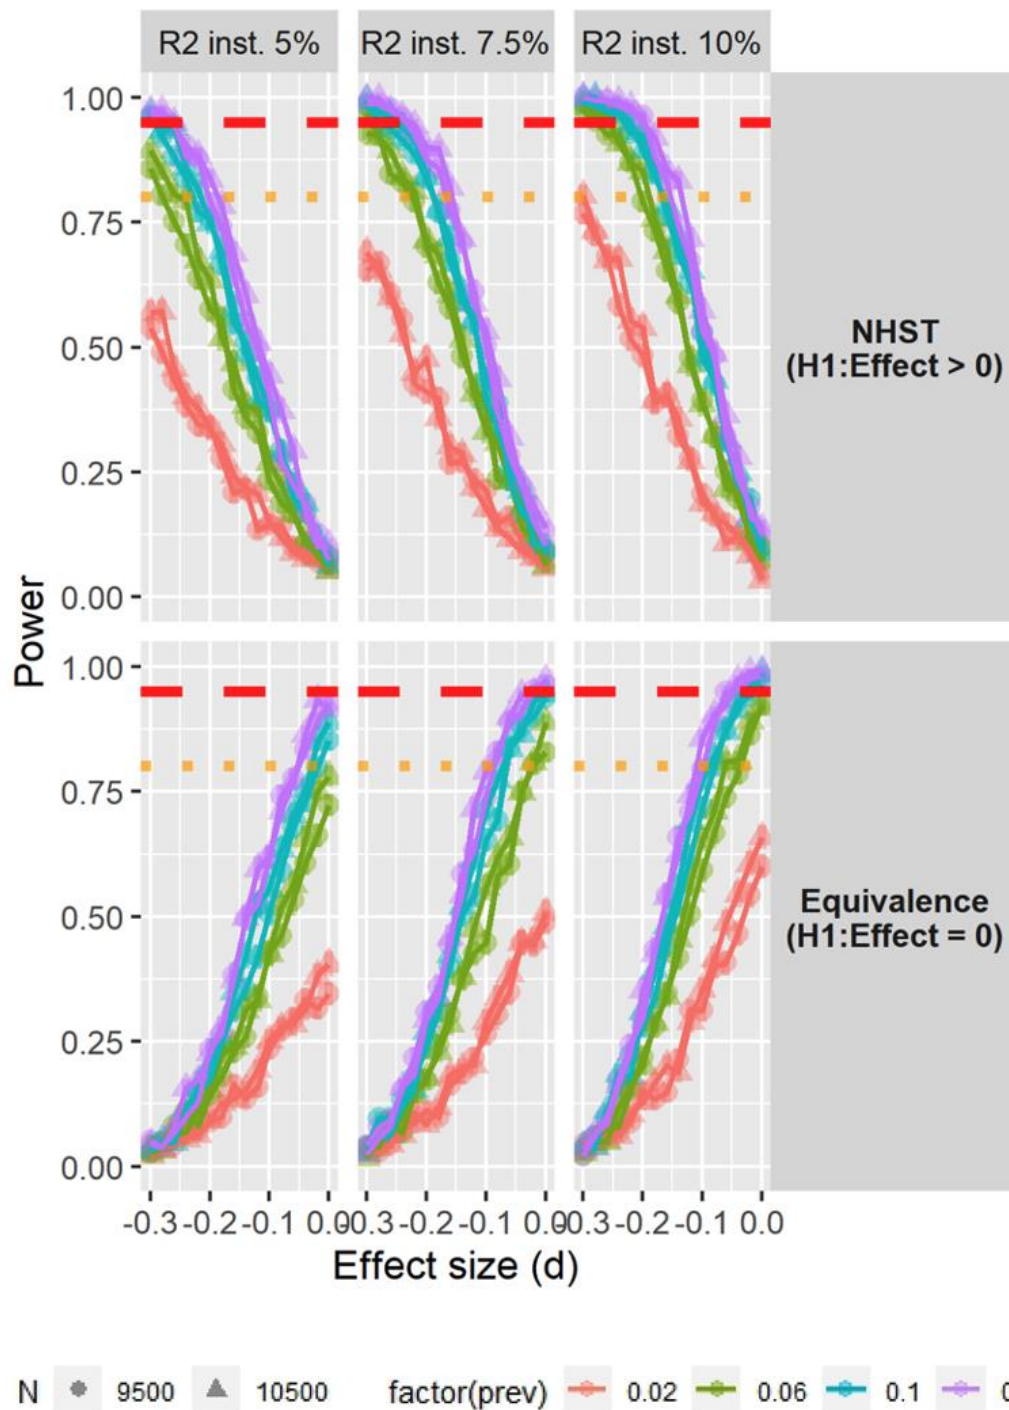 R2 inst. 5% R2 inst. 7.5% R2 inst. 10%
Power
1.00
0.75
0.50
0.25
0.00
NHST
(H1:Effect > 0)
1.00
0.75
0.50
0.25
0.00
Equivalence
(H1:Effect = 0)
-0.3 -0.2 -0.1 0.0 -0.3 -0.2 -0.1 0.0 -0.3 -0.2 -0.1 0.0
Effect size (d)
N 9500 10500 factor(prev) 0.02 0.06 0.1